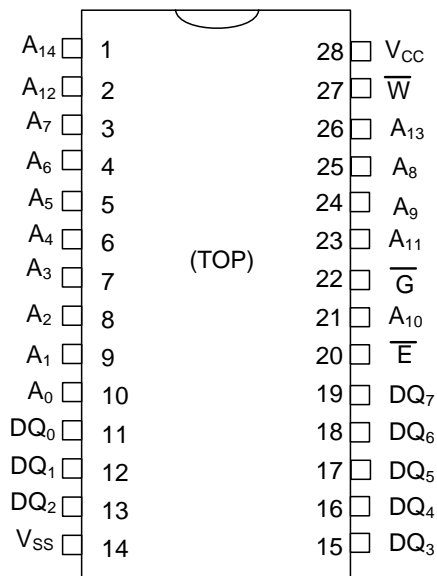 A14 1 28 VCC
A12 2 27 W̅
A7 3 26 A13
A6 4 25 A8
A5 5 24 A9
A4 6 23 A11
A3 7 (TOP) 22 G̅
A2 8 21 A10
A1 9 20 E̅
A0 10 19 DQ7
DQ0 11 18 DQ6
DQ1 12 17 DQ5
DQ2 13 16 DQ4
VSS 14 15 DQ3